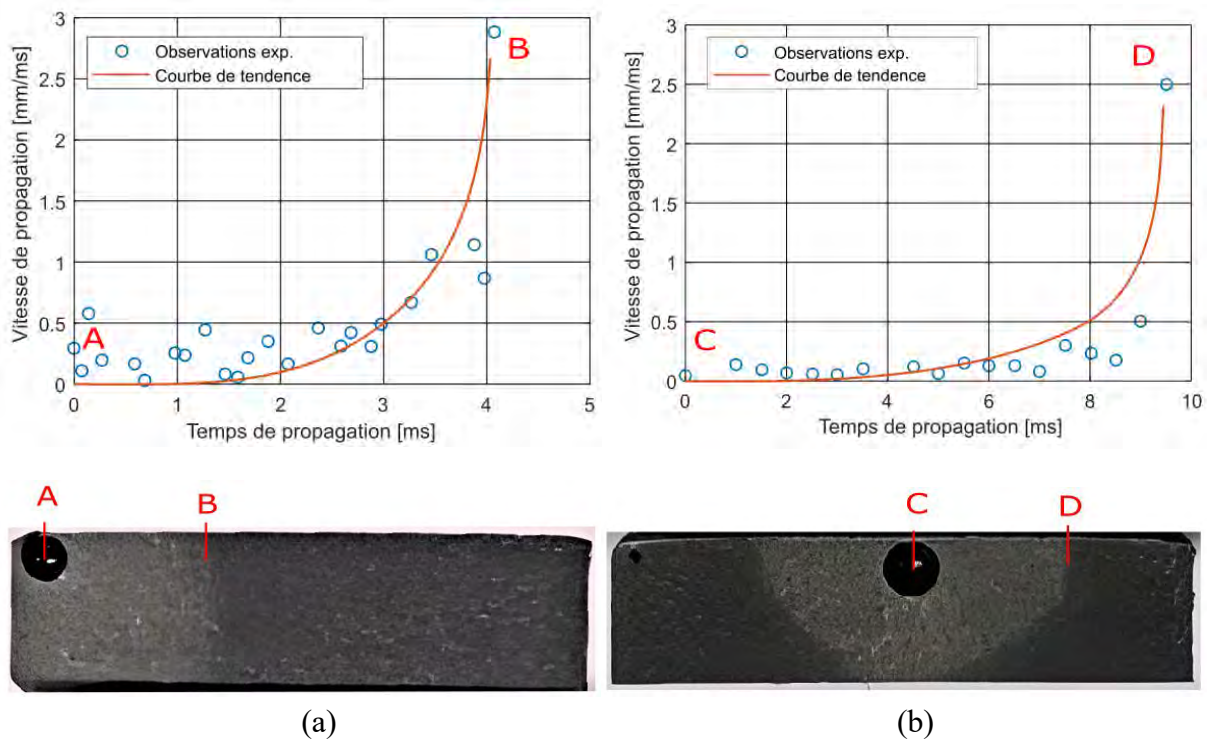 3
2.5
2
1.5
1
0.5
0
Vitesse de propagation [mm/ms]
Observations exp.
Courbe de tendence
A
B
0 1 2 3 4 5
Temps de propagation [ms]
3
2.5
2
1.5
1
0.5
0
Vitesse de propagation [mm/ms]
Observations exp.
Courbe de tendence
C
D
0 2 4 6 8 10
Temps de propagation [ms]
A B
C D
(a) (b)